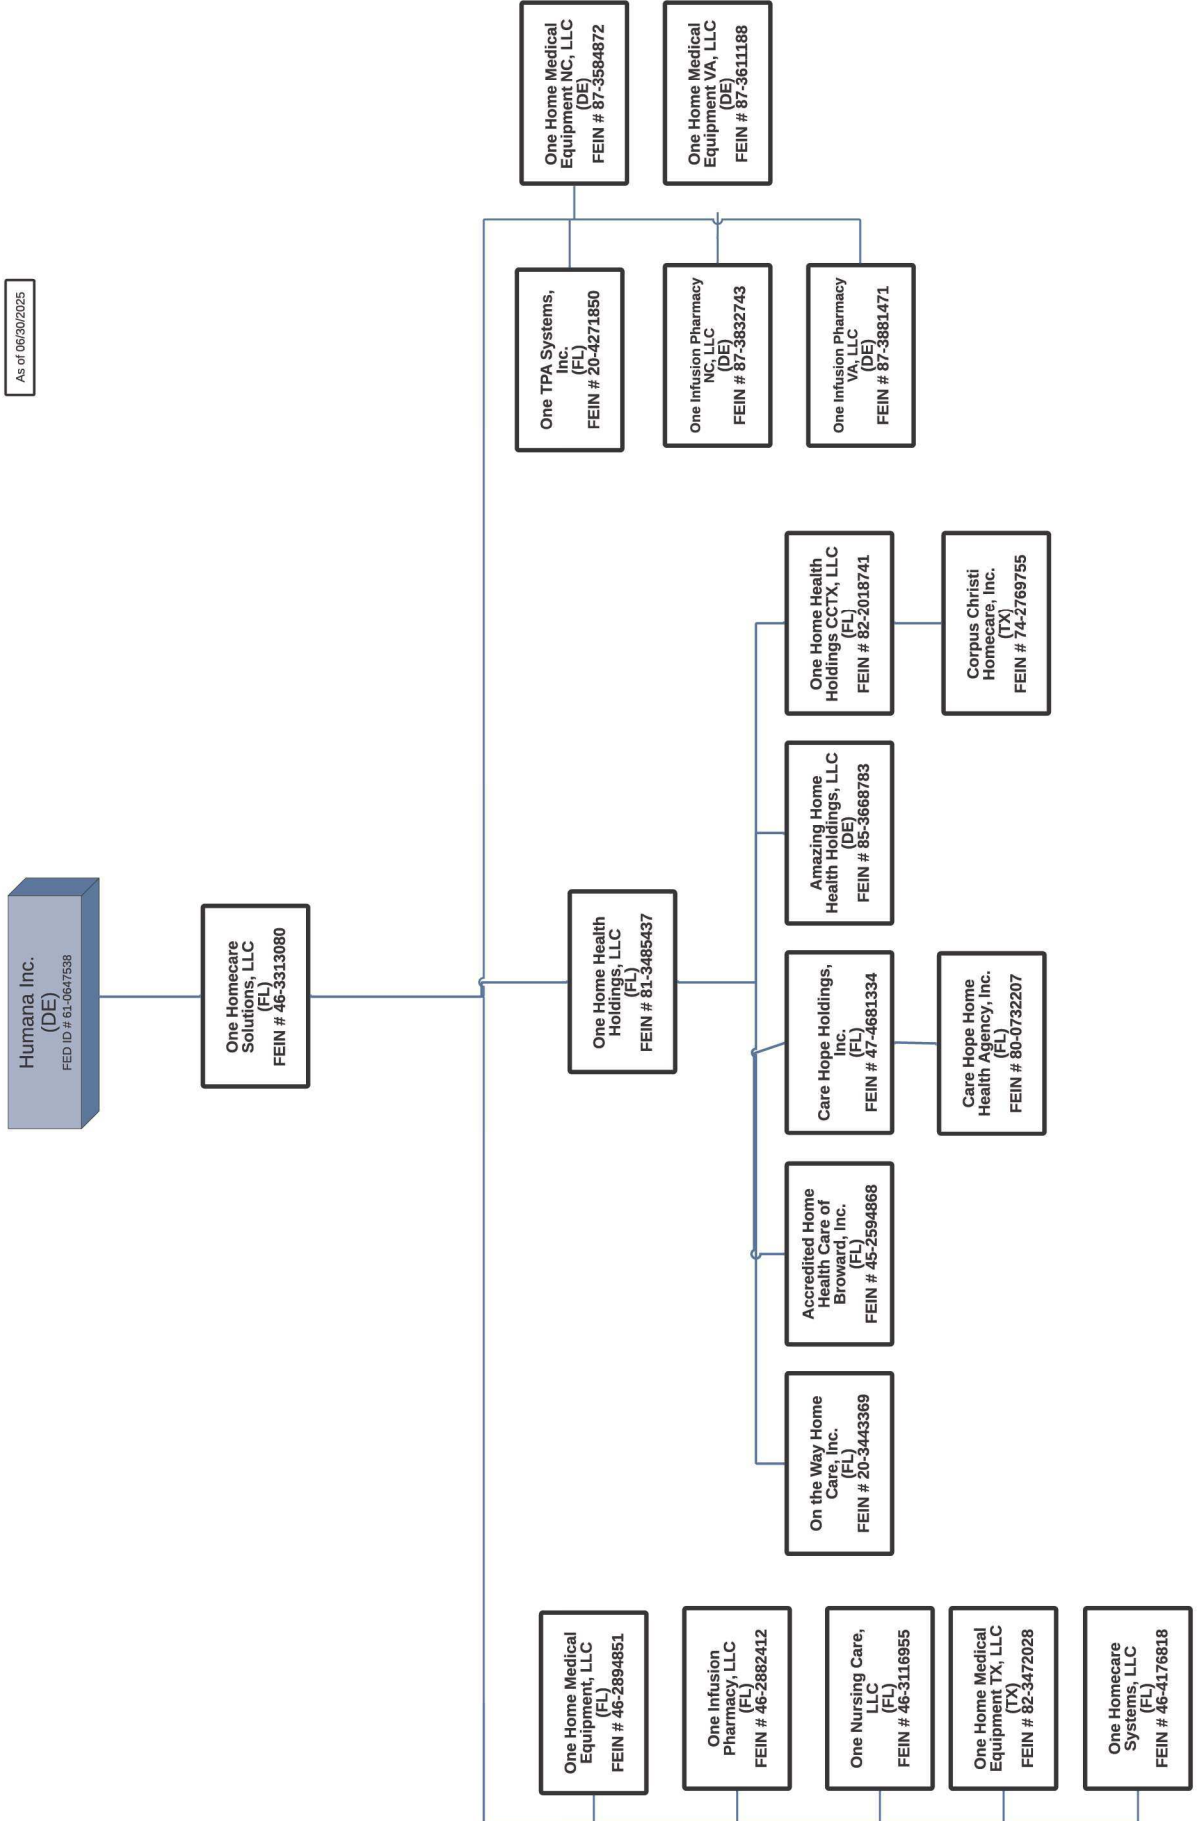 As of 06/30/2025
Humana Inc.
(DE)
FED ID # 61-0647538
One Homecare
Solutions, LLC
(FL)
FEIN # 46-3313080
One Home Medical
Equipment, LLC
(FL)
FEIN # 46-2894851
One Infusion
Pharmacy, LLC
(FL)
FEIN # 46-2882412
One Nursing Care,
LLC
(FL)
FEIN # 46-3116955
One Home Medical
Equipment TX, LLC
(TX)
FEIN # 82-3472028
One Homecare
Systems, LLC
(FL)
FEIN # 46-4176818
One Home Health
Holdings, LLC
(FL)
FEIN # 81-3485437
On the Way Home
Care, Inc.
(FL)
FEIN # 20-3443369
Accredited Home
Health Care of
Broward, Inc.
(FL)
FEIN # 45-2594868
Care Hope Holdings,
Inc.
(FL)
FEIN # 47-4681334
Care Hope Home
Health Agency, Inc.
(FL)
FEIN # 80-0732207
Amazing Home
Health Holdings, LLC
(DE)
FEIN # 85-3668783
One Home Health
Holdings CCTX, LLC
(FL)
FEIN # 82-2018741
Corpus Christi
Homecare, Inc.
(TX)
FEIN # 74-2769755
One TPA Systems,
Inc.
(FL)
FEIN # 20-4271850
One Infusion Pharmacy
NC, LLC
(DE)
FEIN # 87-3832743
One Infusion Pharmacy
VA, LLC
(DE)
FEIN # 87-3881471
One Home Medical
Equipment NC, LLC
(DE)
FEIN # 87-3584872
One Home Medical
Equipment VA, LLC
(DE)
FEIN # 87-3611188